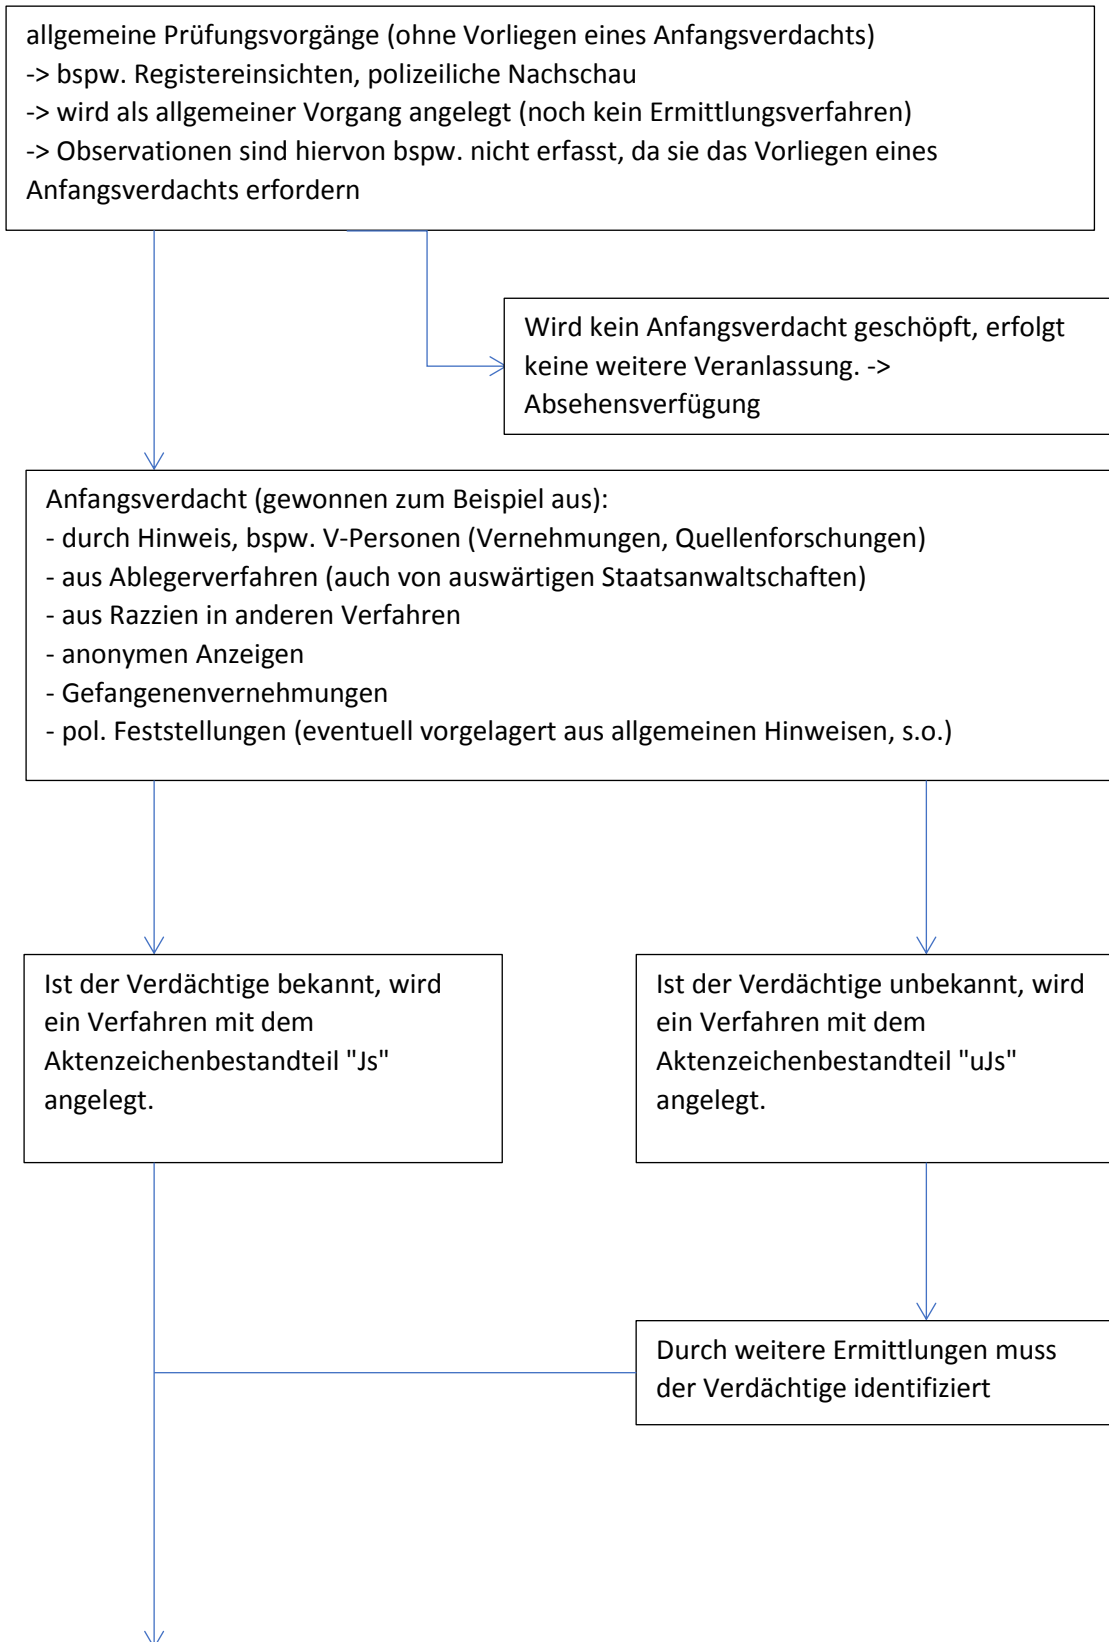 allgemeine Prüfungsvorgänge (ohne Vorliegen eines Anfangsverdachts)
-> bspw. Registereinsichten, polizeiliche Nachschau
-> wird als allgemeiner Vorgang angelegt (noch kein Ermittlungsverfahren)
-> Observationen sind hiervon bspw. nicht erfasst, da sie das Vorliegen eines
Anfangsverdachts erfordern
Wird kein Anfangsverdacht geschöpft, erfolgt
keine weitere Veranlassung. ->
Absehensverfügung
Anfangsverdacht (gewonnen zum Beispiel aus):
- durch Hinweis, bspw. V-Personen (Vernehmungen, Quellenforschungen)
- aus Ablegerverfahren (auch von auswärtigen Staatsanwaltschaften)
- aus Razzien in anderen Verfahren
- anonymen Anzeigen
- Gefangenenvernehmungen
- pol. Feststellungen (eventuell vorgelagert aus allgemeinen Hinweisen, s.o.)
Ist der Verdächtige bekannt, wird
ein Verfahren mit dem
Aktenzeichenbestandteil "Js"
angelegt.
Ist der Verdächtige unbekannt, wird
ein Verfahren mit dem
Aktenzeichenbestandteil "uJs"
angelegt.
Durch weitere Ermittlungen muss
der Verdächtige identifiziert